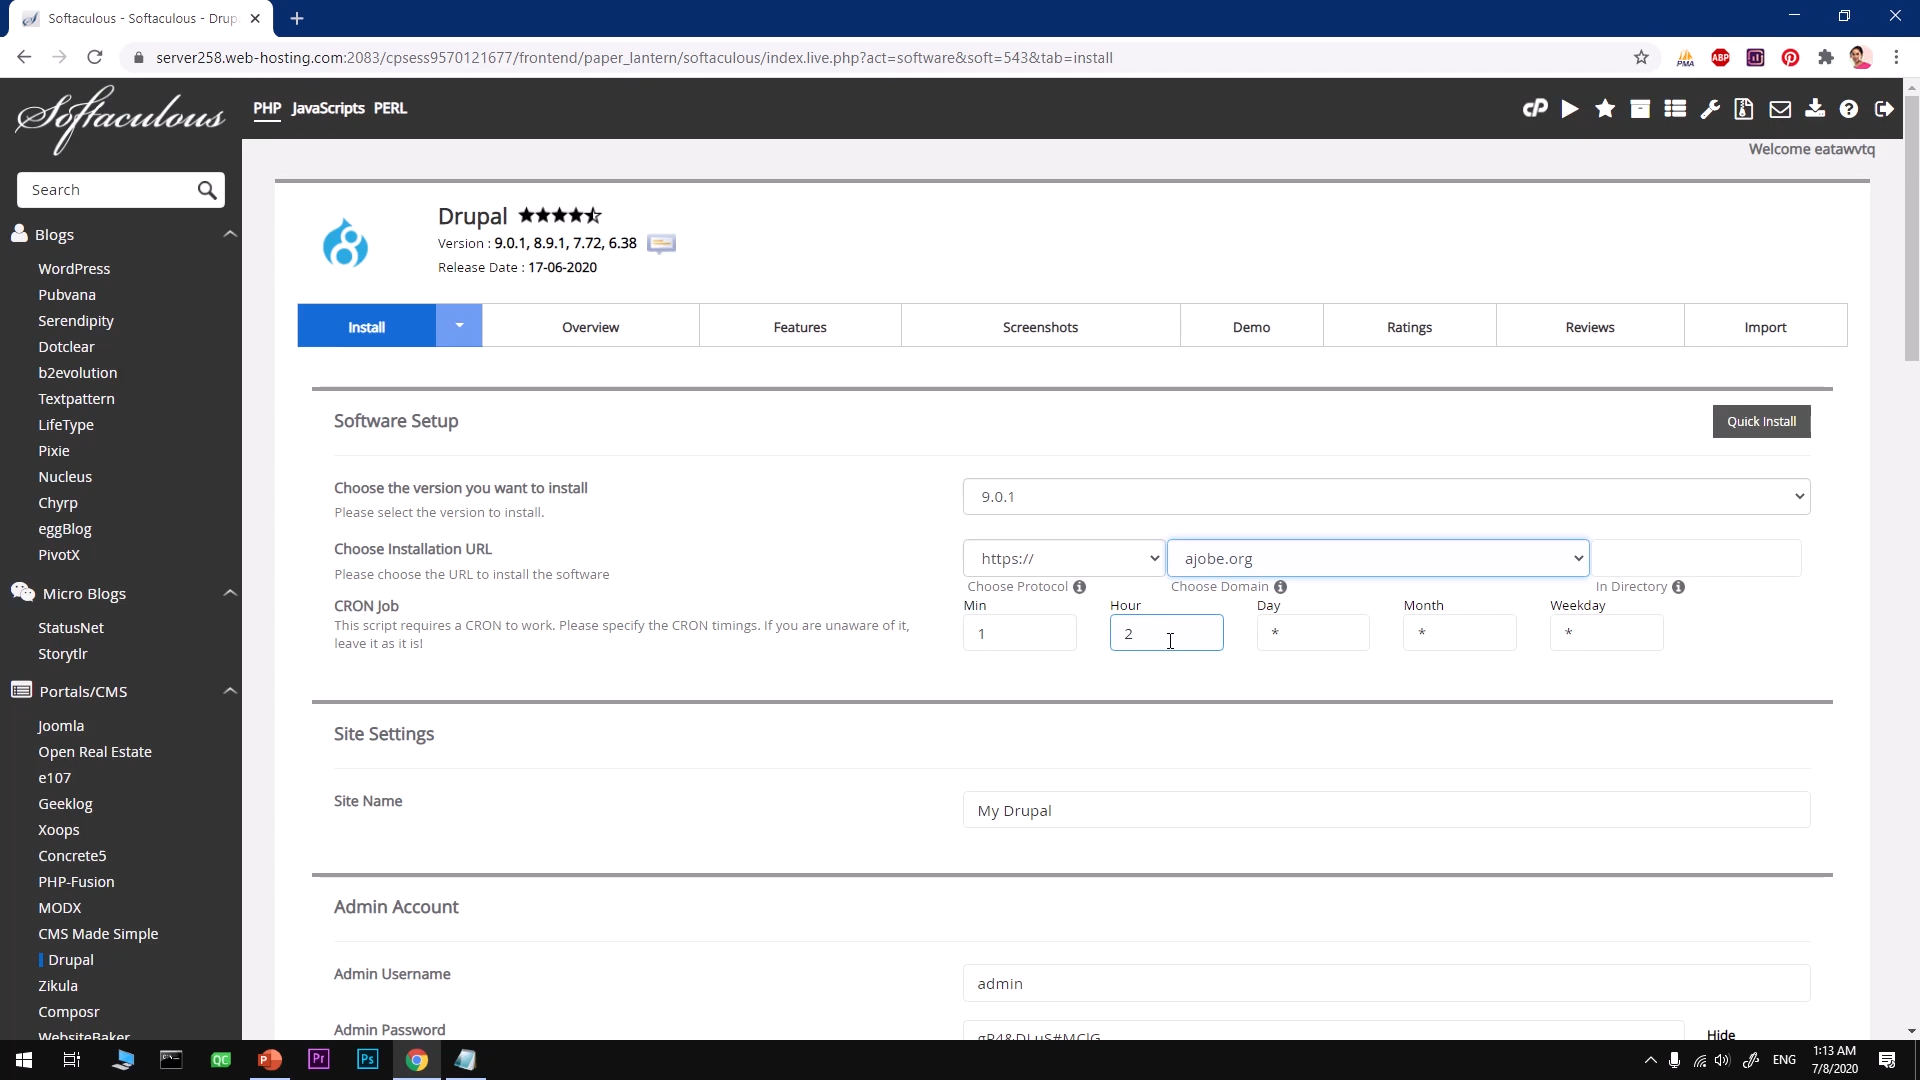 Softaculous - Softaculous - Drup
server258.web-hosting.com:2083/cpsess9570121677/frontend/paper_lantern/softaculous/index.live.php?act=software&soft=543&tab=install
PMA
ABP
Softaculous
PHP JavaScripts PERL
cP
Welcome eatawvtq
Search
Blogs
WordPress
Pubvana
Serendipity
Dotclear
b2evolution
Textpattern
LifeType
Pixie
Nucleus
Chyrp
eggBlog
PivotX
Micro Blogs
StatusNet
Storytlr
Portals/CMS
Joomla
Open Real Estate
e107
Geeklog
Xoops
Concrete5
PHP-Fusion
MODX
CMS Made Simple
Drupal
Zikula
Composr
WebsiteBaker
Drupal
Version : 9.0.1, 8.9.1, 7.72, 6.38
Release Date : 17-06-2020
Install Overview Features Screenshots Demo Ratings Reviews Import
Software Setup
Quick Install
Choose the version you want to install
Please select the version to install.
9.0.1
Choose Installation URL
Please choose the URL to install the software
https:// ajobe.org
Choose Protocol Choose Domain In Directory
CRON Job
This script requires a CRON to work. Please specify the CRON timings. If you are unaware of it,
leave it as it is!
Min Hour Day Month Weekday
1 2 * * *
Site Settings
Site Name
My Drupal
Admin Account
Admin Username
admin
Admin Password
Hide
QC
Pr
Ps
ENG
1:13 AM
7/8/2020